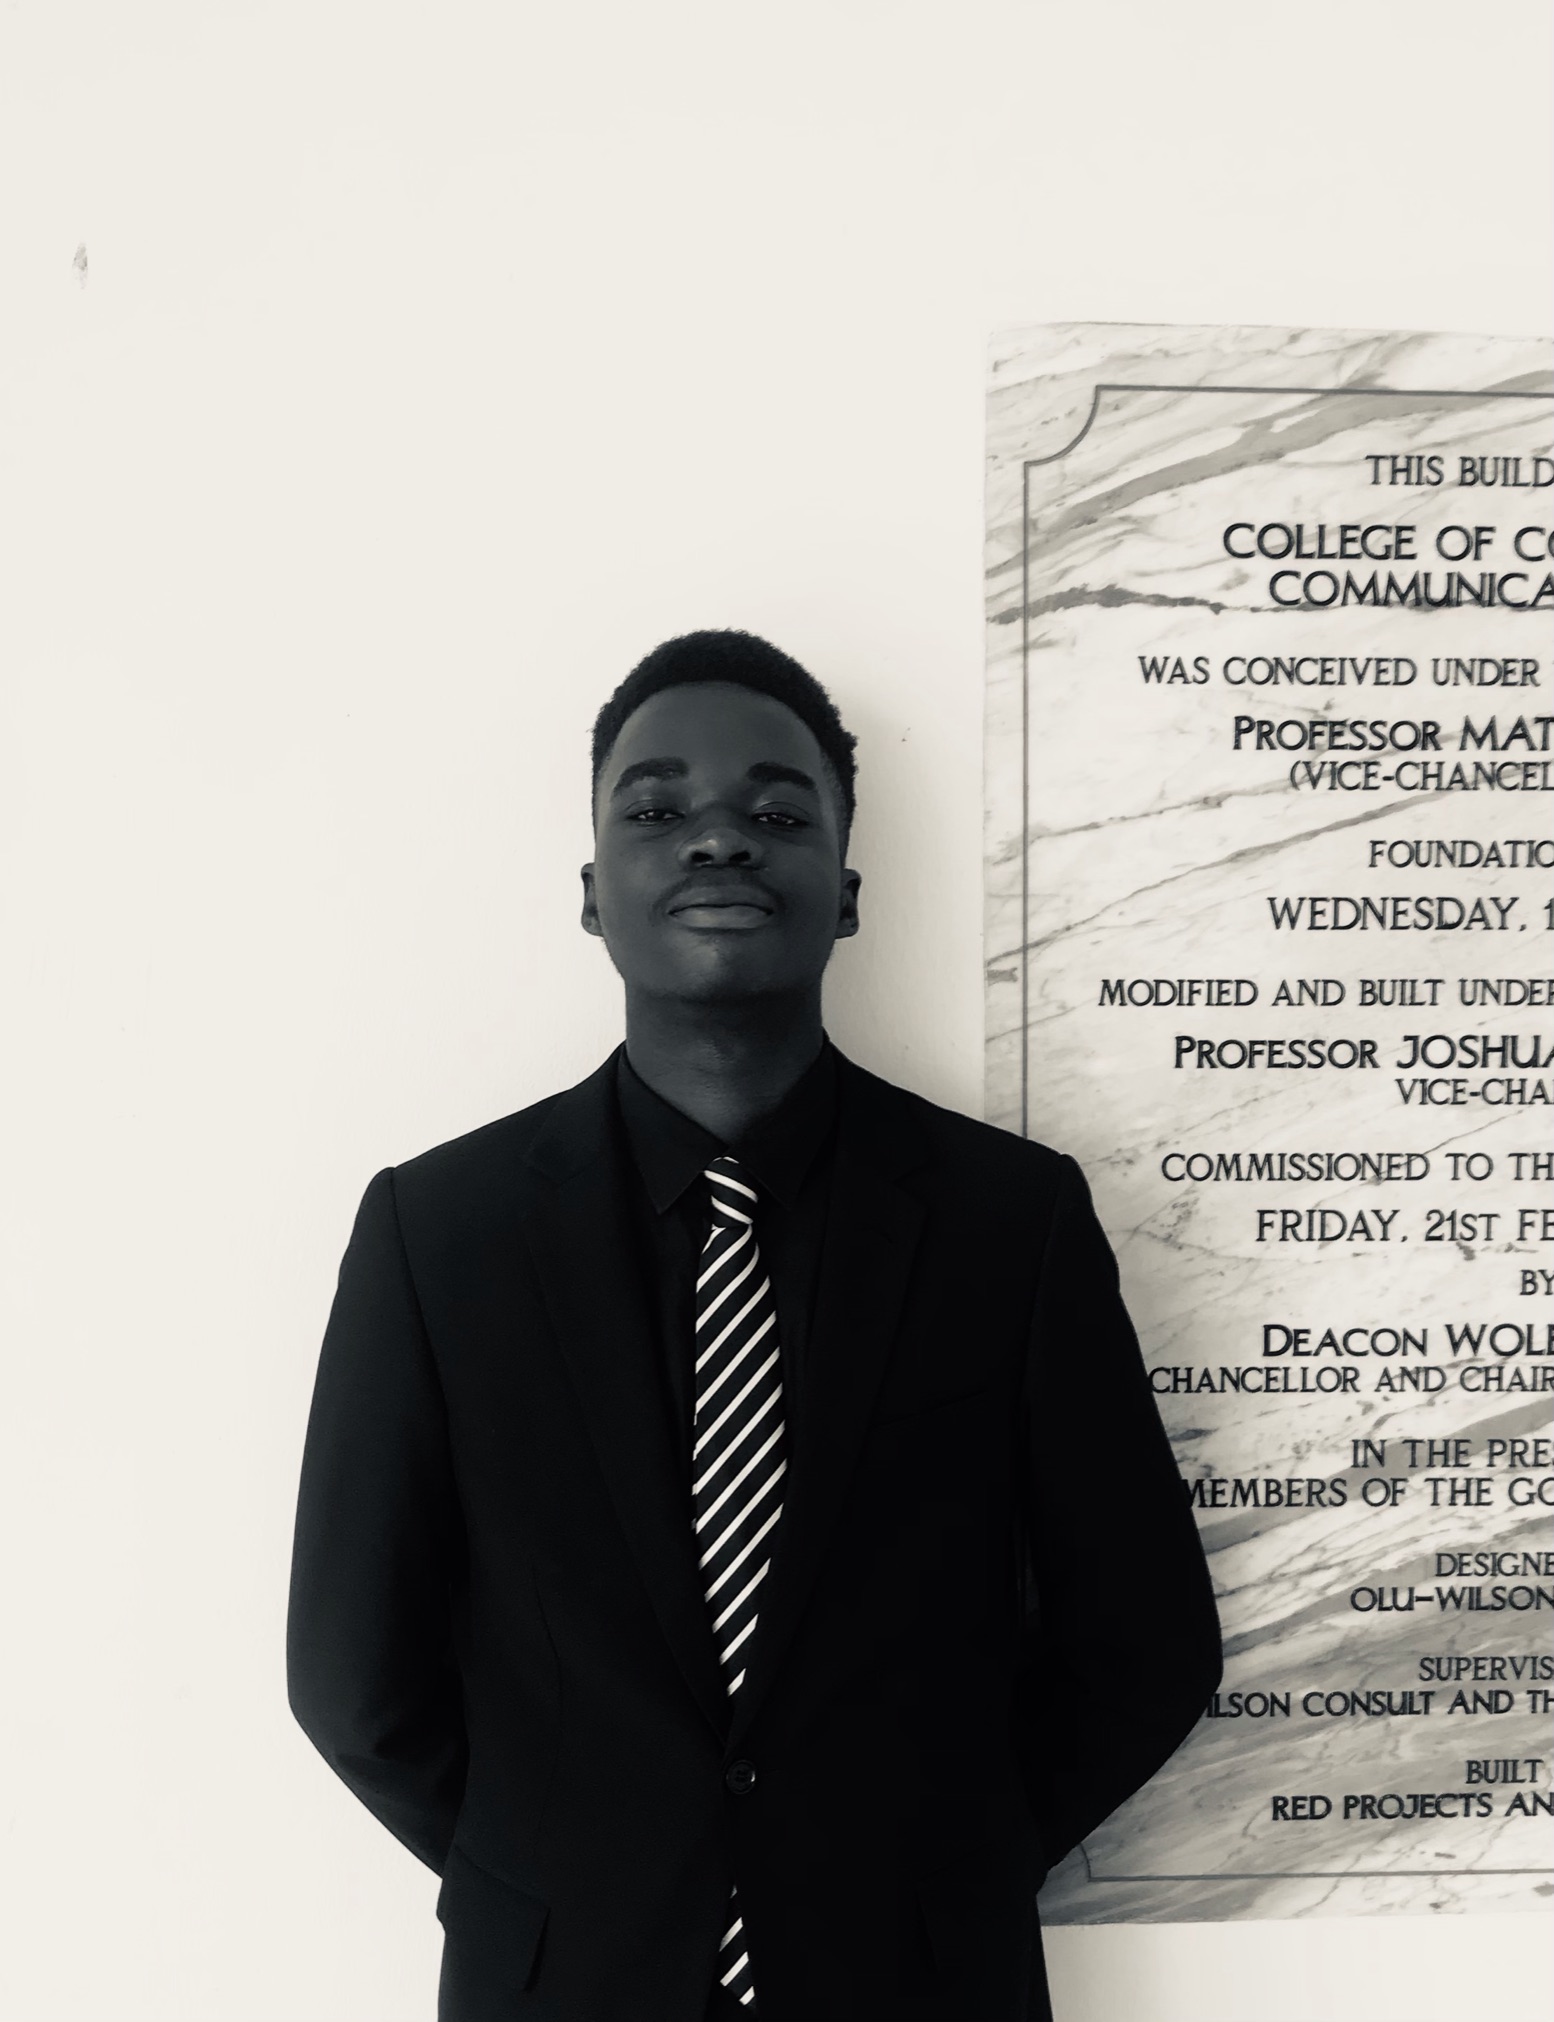 THIS BUILD
COLLEGE OF CO
COMMUNICA
WAS CONCEIVED UNDER
PROFESSOR MAT
(VICE-CHANCEL
FOUNDATIO
WEDNESDAY, 1
MODIFIED AND BUILT UNDER
PROFESSOR JOSHUA
VICE-CHA
COMMISSIONED TO TH
FRIDAY, 21ST FE
BY
DEACON WOLE
CHANCELLOR AND CHAIR
IN THE PRES
MEMBERS OF THE GO
DESIGNE
OLU-WILSON
SUPERVIS
ILSON CONSULT AND TH
BUILT
RED PROJECTS AN